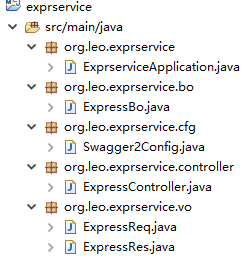 exprservice
src/main/java
org.leo.exprservice
ExprserviceApplication.java
org.leo.exprservice.bo
ExpressBo.java
org.leo.exprservice.cfg
Swagger2Config.java
org.leo.exprservice.controller
ExpressController.java
org.leo.exprservice.vo
ExpressReq.java
ExpressRes.java